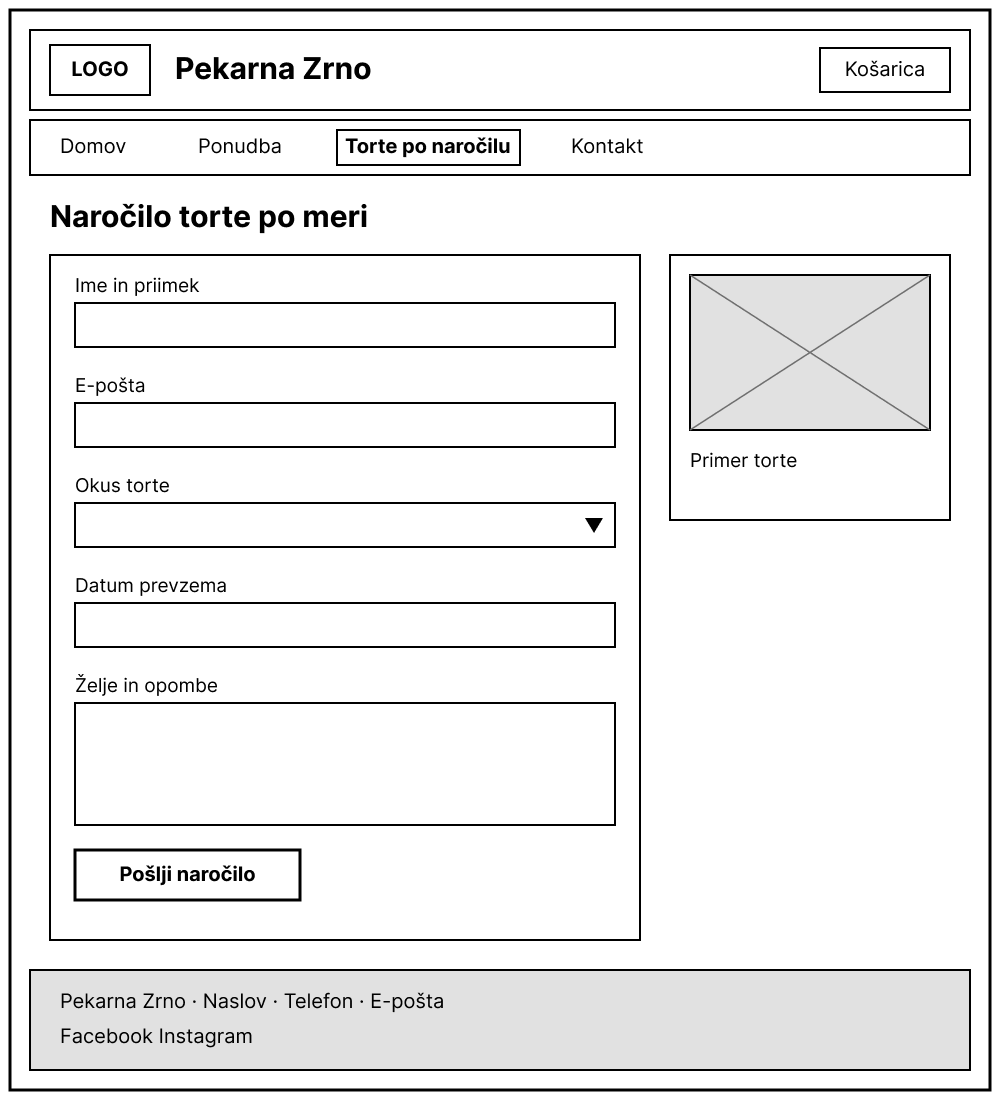 LOGO
Pekarna Zrno
Košarica
Domov
Ponudba
Torte po naročilu
Kontakt
Naročilo torte po meri
Ime in priimek
E-pošta
Okus torte
Datum prevzema
Želje in opombe
Pošlji naročilo
Primer torte
Pekarna Zrno · Naslov · Telefon · E-pošta
Facebook Instagram